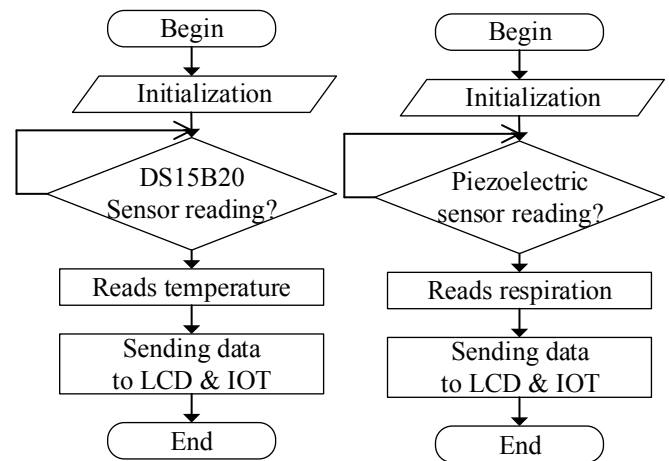 Begin
Initialization
DS15B20
Sensor reading?
Reads temperature
Sending data
to LCD & IOT
End
Begin
Initialization
Piezoelectric
sensor reading?
Reads respiration
Sending data
to LCD & IOT
End